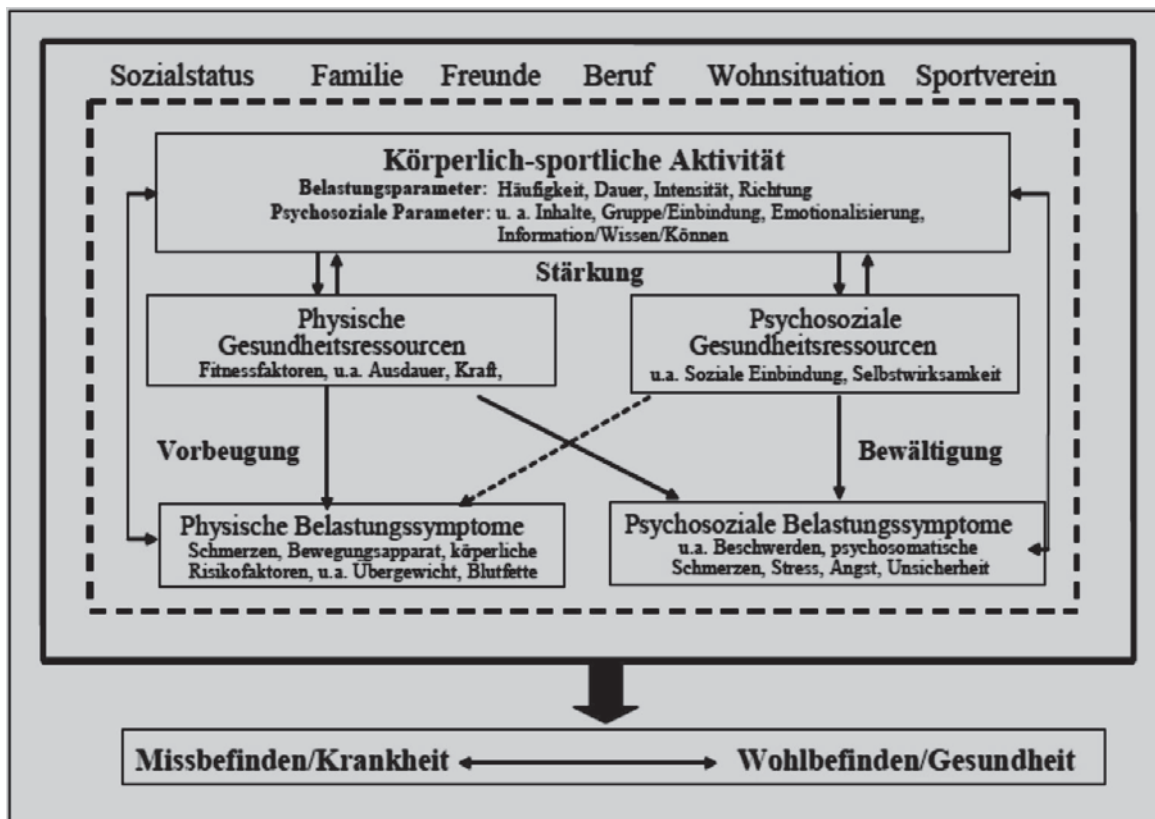 Sozialstatus Familie Freunde Beruf Wohnsituation Sportverein
Körperlich-sportliche Aktivität
Belastungsparameter: Häufigkeit, Dauer, Intensität, Richtung
Psychosoziale Parameter: u. a. Inhalte, Gruppe/Einbindung, Emotionalisierung,
Information/Wissen/Können
Stärkung
Physische
Gesundheitsressourcen
Fitnessfaktoren, u.a. Ausdauer, Kraft,
Psychosoziale
Gesundheitsressourcen
u.a. Soziale Einbindung, Selbstwirksamkeit
Vorbeugung
Bewältigung
Physische Belastungssymptome
Schmerzen, Bewegungsapparat, körperliche
Risikofaktoren, u.a. Übergewicht, Blutfette
Psychosoziale Belastungssymptome
u.a. Beschwerden, psychosomatische
Schmerzen, Stress, Angst, Unsicherheit
Missbefinden/Krankheit Wohlbefinden/Gesundheit